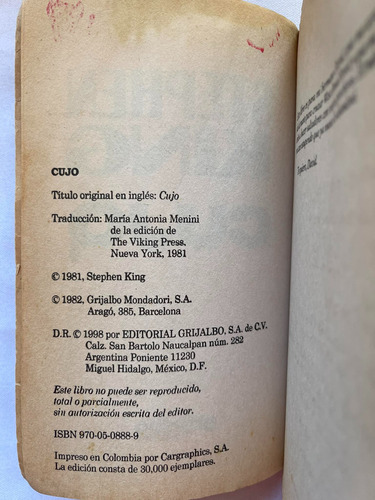 CUJO
Título original en inglés: Cujo
Traducción: María Antonia Menini
de la edición de
The Viking Press.
Nueva York, 1981
© 1981, Stephen King
© 1982, Grijalbo Mondadori, S.A.
Aragó, 385, Barcelona
D.R. © 1998 por EDITORIAL GRIJALBO, S.A. de C.V.
Calz. San Bartolo Naucalpan núm. 282
Argentina Poniente 11230
Miguel Hidalgo, México, D.F.
Este libro no puede ser reproducido,
total o parcialmente,
sin autorización escrita del editor.
ISBN 970-05-0888-9
Impreso en Colombia por Cargraphics, S.A.
La edición consta de 30,000 ejemplares.